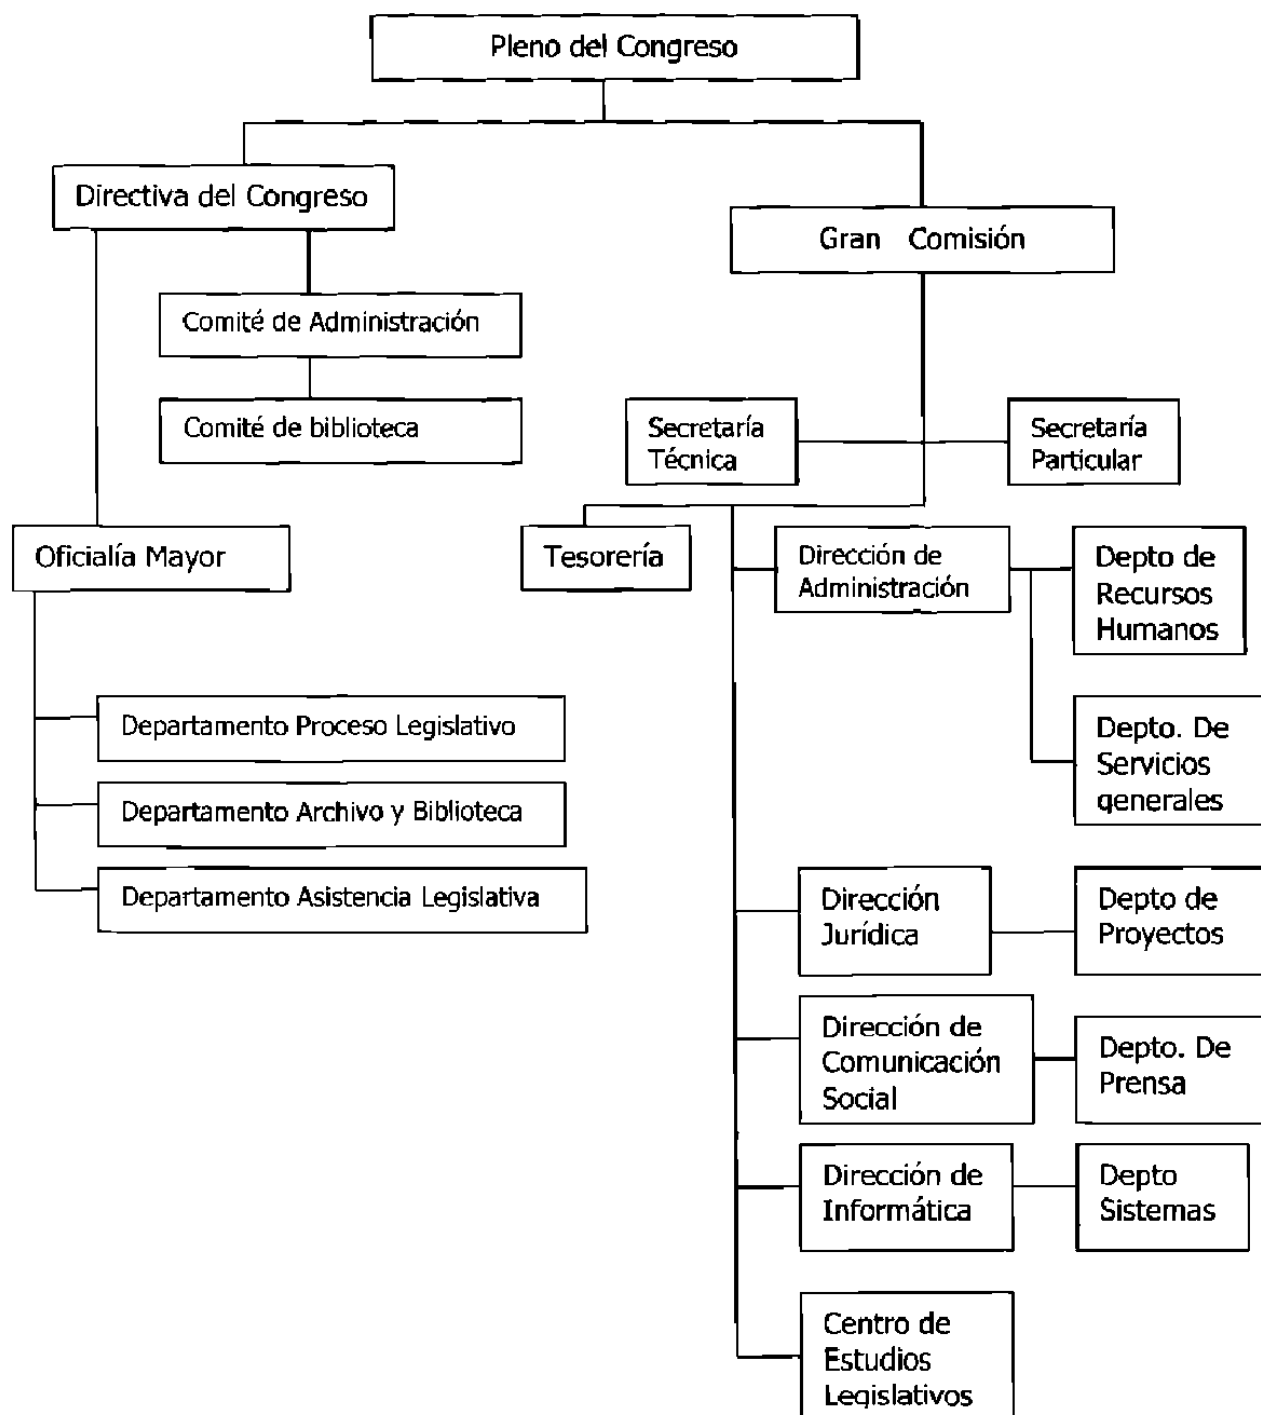 Pleno del Congreso
Directiva del Congreso
Gran Comisión
Comité de Administración
Comité de biblioteca
Secretaría
Técnica
Secretaría
Particular
Oficialía Mayor
Tesorería
Dirección de
Administración
Depto de
Recursos
Humanos
Departamento Proceso Legislativo
Departamento Archivo y Biblioteca
Departamento Asistencia Legislativa
Depto. De
Servicios
generales
Dirección
Jurídica
Depto de
Proyectos
Dirección de
Comunicación
Social
Depto. De
Prensa
Dirección de
Informática
Depto
Sistemas
Centro de
Estudios
Legislativos